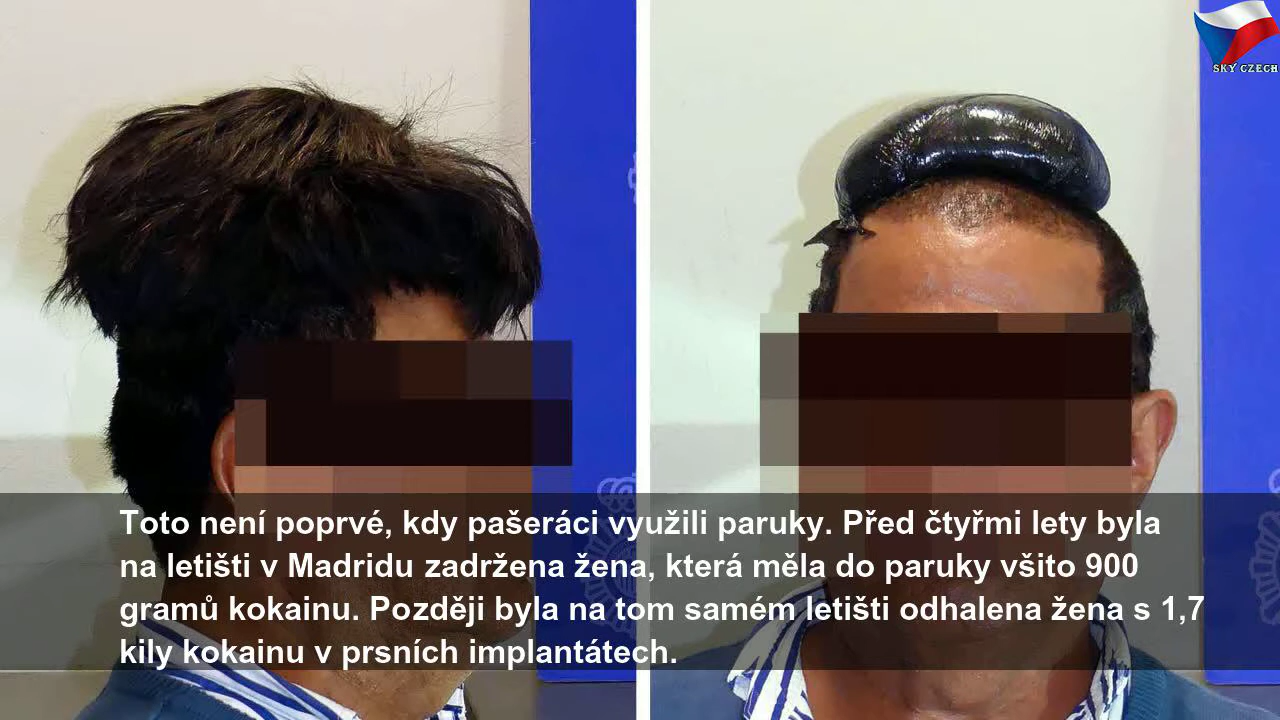 SKY CZECH
Toto není poprvé, kdy pašeráci využili paruky. Před čtyřmi lety byla
na letišti v Madridu zadržena žena, která měla do paruky všito 900
gramů kokainu. Později byla na tom samém letišti odhalena žena s 1,7
kily kokainu v prsních implantátech.